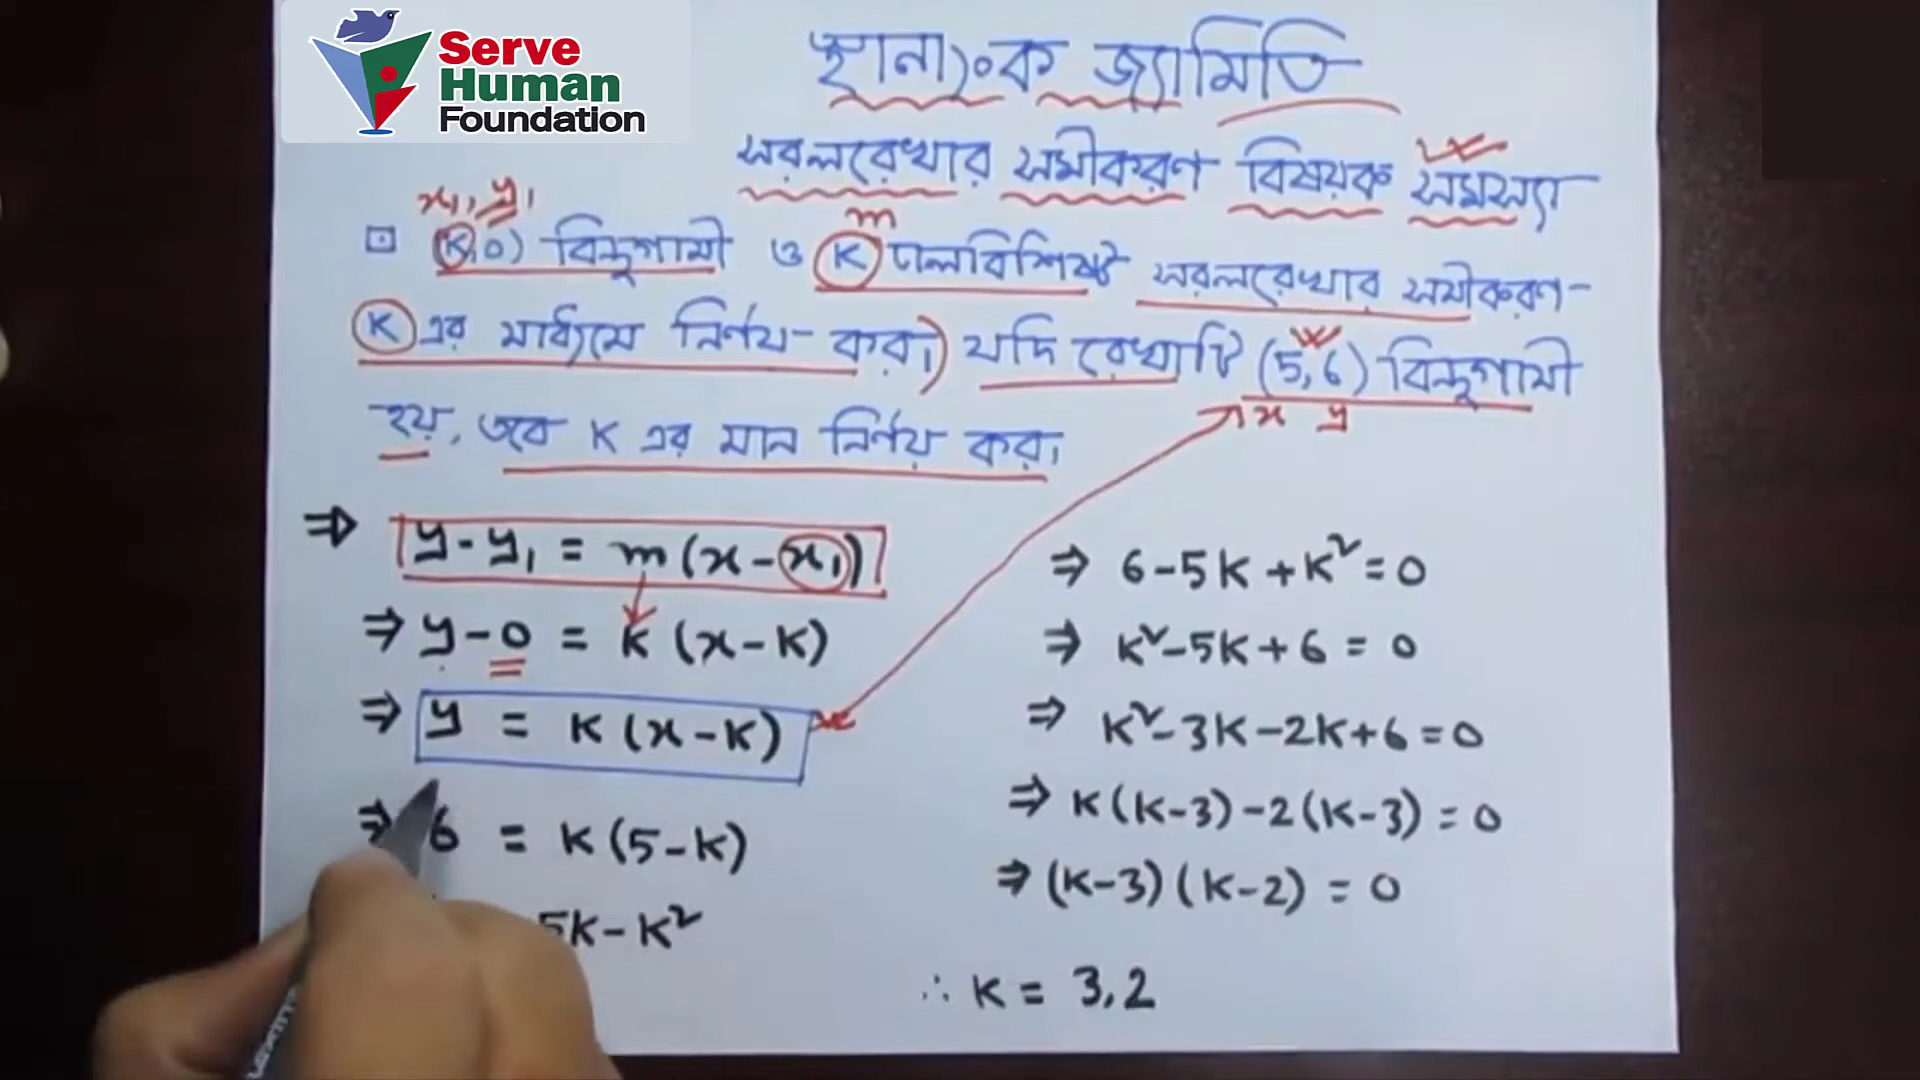 Serve
Human
Foundation
স্থানাংক জ্যামিতি
সরলরেখার সমীকরণ বিষয়ক সমস্যা
x₁, y₁
m
(K,0) বিন্দুগামী ও K ঢালবিশিষ্ট সরলরেখার সমীকরণ-
K এর মাধ্যমে নির্ণয় কর। যদি রেখাটি (5,6) বিন্দুগামী
x y
হয়, তবে K এর মান নির্ণয় কর।
⇒ y-y₁ = m(x-x₁)
⇒ y-0 = k(x-K)
⇒ y = K(x-K)
⇒ 6 = K(5-K)
5K-K²
⇒ 6-5K+K²=0
⇒ K²-5K+6=0
⇒ K²-3K-2K+6=0
⇒ K(K-3)-2(K-3)=0
⇒ (K-3)(K-2)=0
∴ K = 3,2